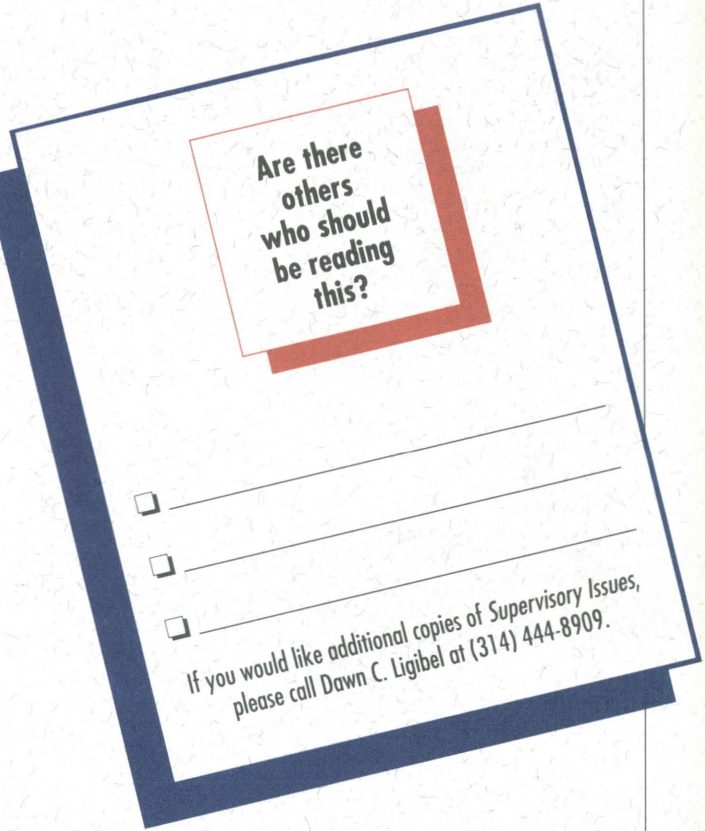 Are there
others
who should
be reading
this?
If you would like additional copies of Supervisory Issues,
please call Dawn C. Ligibel at (314) 444-8909.